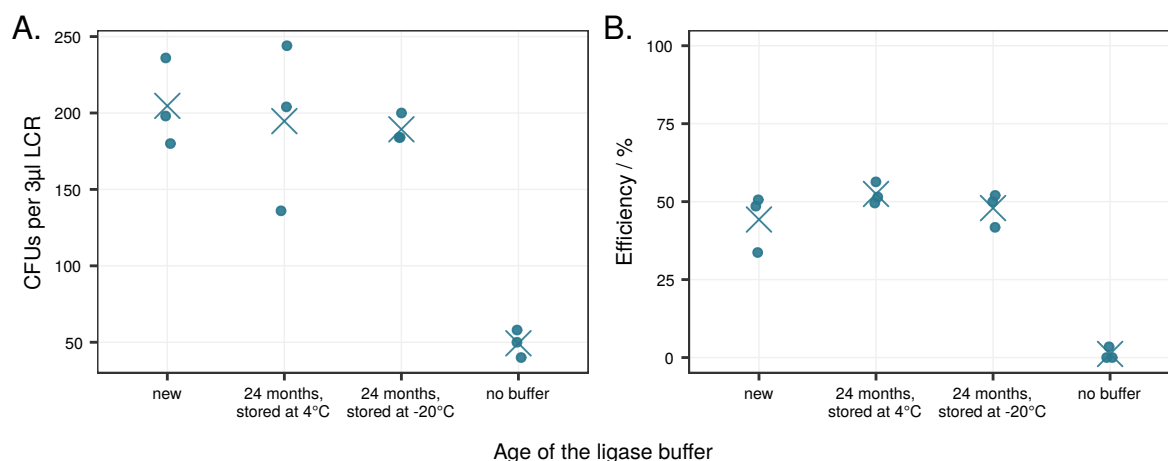 A.
CFUs per 3µl LCR
250
200
150
100
50
new
24 months,
stored at 4°C
24 months,
stored at -20°C
no buffer
B.
Efficiency / %
100
75
50
25
0
new
24 months,
stored at 4°C
24 months,
stored at -20°C
no buffer
Age of the ligase buffer